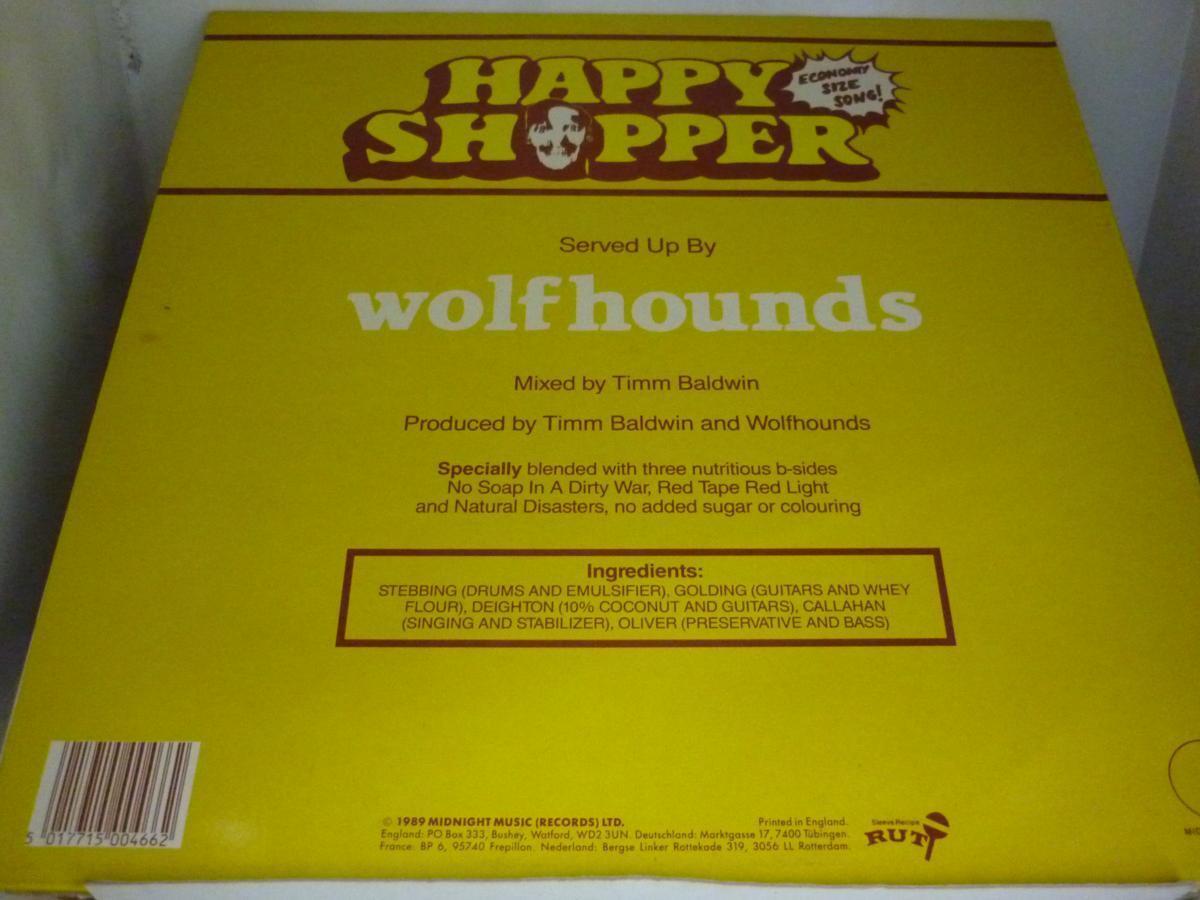 HAPPY
SHOPPER
ECONOMY
SIZE
SONG!
Served Up By
wolfhounds
Mixed by Timm Baldwin
Produced by Timm Baldwin and Wolfhounds
Specially blended with three nutritious b-sides
No Soap In A Dirty War, Red Tape Red Light
and Natural Disasters, no added sugar or colouring
Ingredients:
STEBBING (DRUMS AND EMULSIFIER), GOLDING (GUITARS AND WHEY
FLOUR), DEIGHTON (10% COCONUT AND GUITARS), CALLAHAN
(SINGING AND STABILIZER), OLIVER (PRESERVATIVE AND BASS)
5 017715 004662
© 1989 MIDNIGHT MUSIC (RECORDS) LTD. Printed in England.
England: PO Box 333, Bushey, Watford, WD2 3UN. Deutschland: Marktgasse 17, 7400 Tübingen.
France: BP 6, 95740 Frepillon. Nederland: Bergse Linker Rottekade 319, 3056 LL Rotterdam.
Sleeve Recipe
RUT